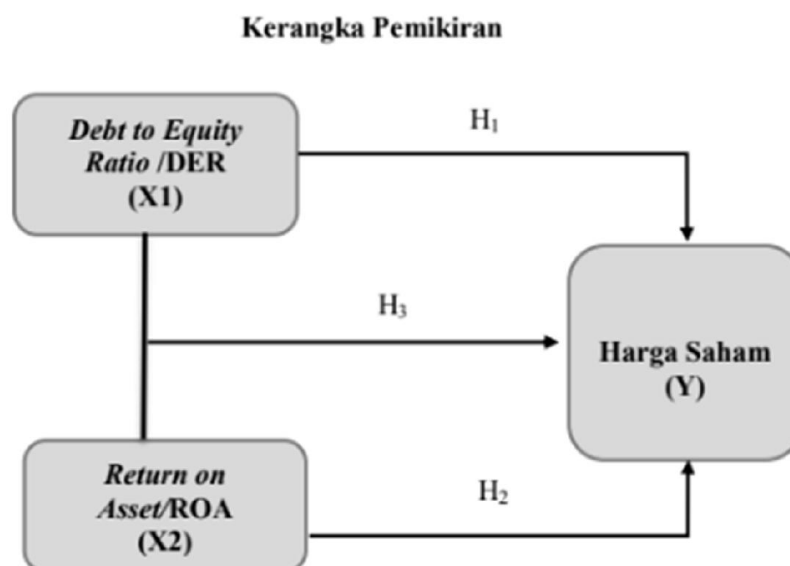 Kerangka Pemikiran
Debt to Equity
Ratio /DER
(X1)
H₁
H₃
Harga Saham
(Y)
Return on
Asset/ROA
(X2)
H₂